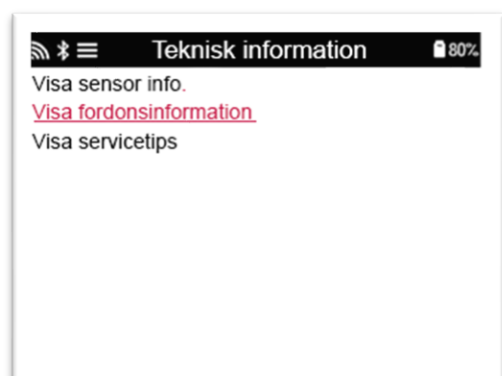 Teknisk information 80%
Visa sensor info.
Visa fordonsinformation
Visa servicetips